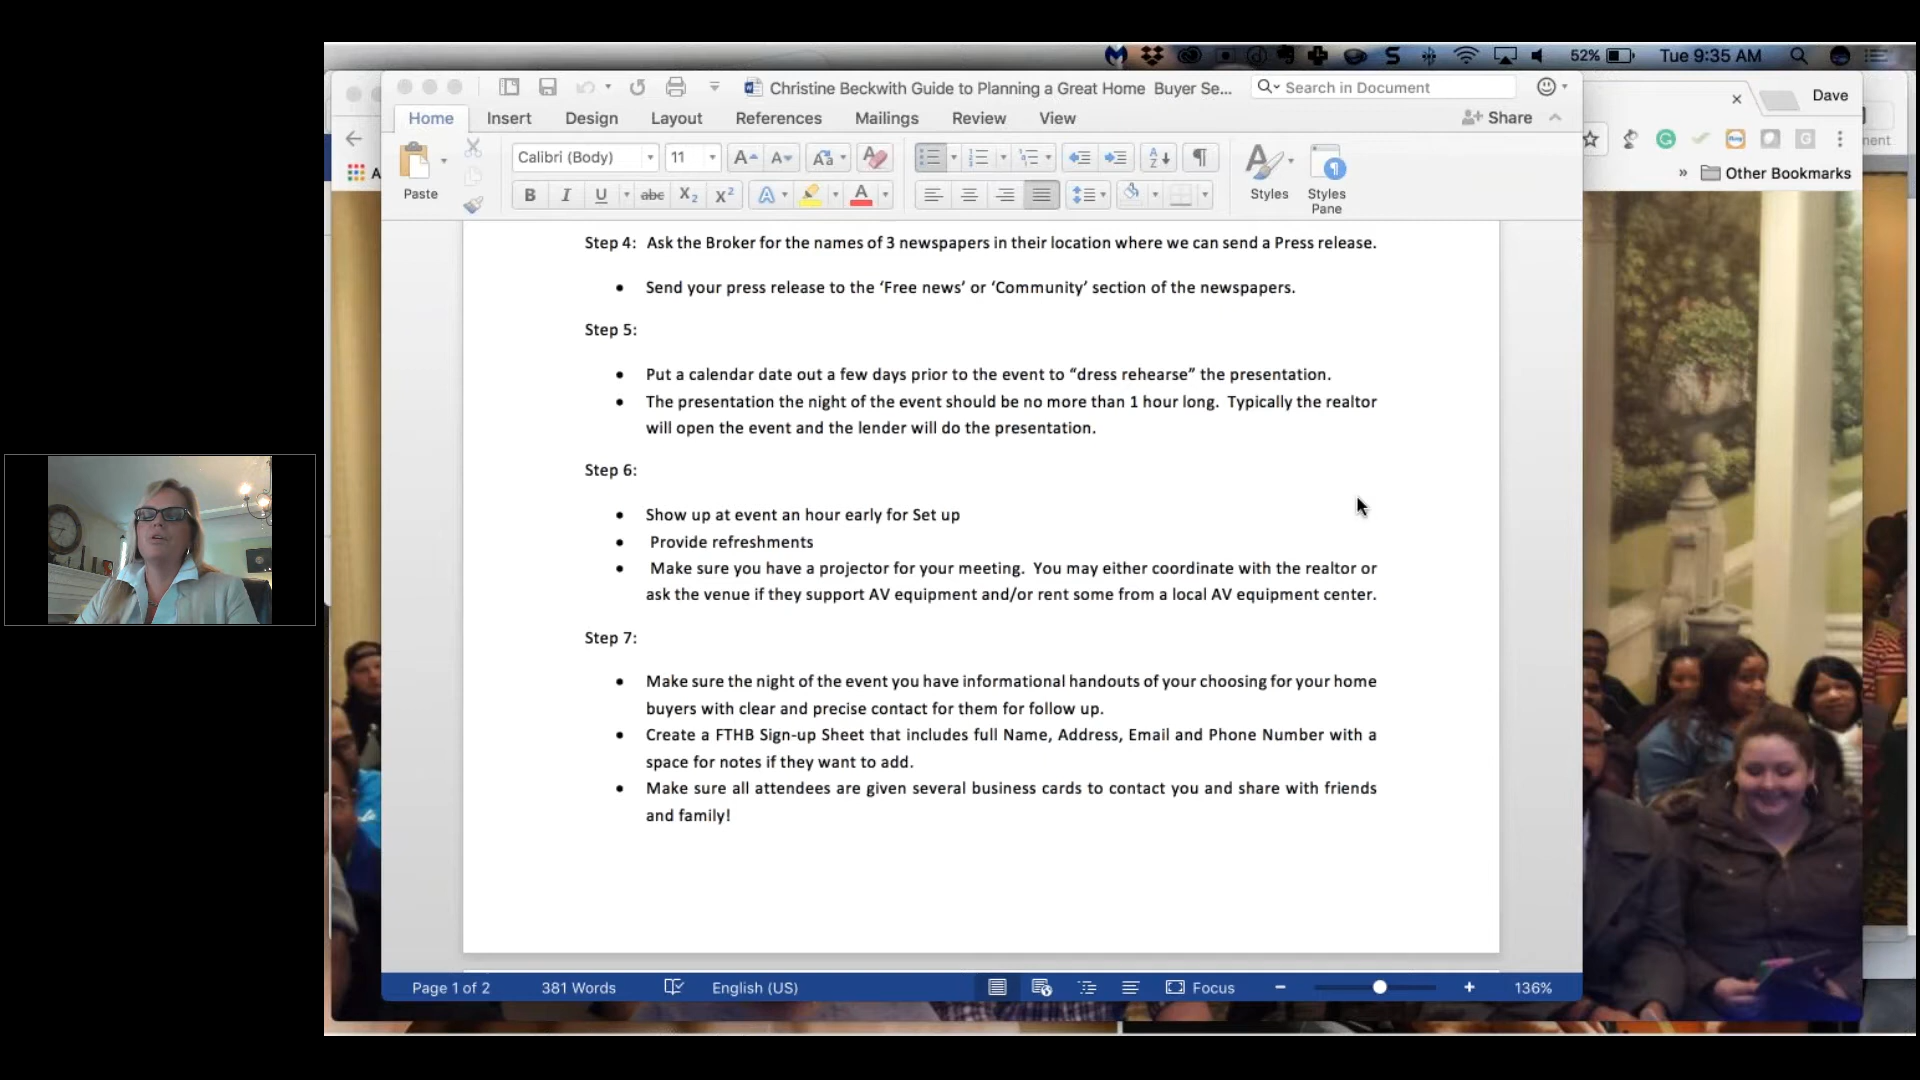 52% Tue 9:35 AM
Christine Beckwith Guide to Planning a Great Home Buyer Se...
Search in Document
Dave
Home Insert Design Layout References Mailings Review View
Share
Calibri (Body) 11
Paste
Styles
Styles Pane
Other Bookmarks
Step 4: Ask the Broker for the names of 3 newspapers in their location where we can send a Press release.
• Send your press release to the ‘Free news’ or ‘Community’ section of the newspapers.
Step 5:
• Put a calendar date out a few days prior to the event to “dress rehearse” the presentation.
• The presentation the night of the event should be no more than 1 hour long. Typically the realtor
will open the event and the lender will do the presentation.
Step 6:
• Show up at event an hour early for Set up
• Provide refreshments
• Make sure you have a projector for your meeting. You may either coordinate with the realtor or
ask the venue if they support AV equipment and/or rent some from a local AV equipment center.
Step 7:
• Make sure the night of the event you have informational handouts of your choosing for your home
buyers with clear and precise contact for them for follow up.
• Create a FTHB Sign-up Sheet that includes full Name, Address, Email and Phone Number with a
space for notes if they want to add.
• Make sure all attendees are given several business cards to contact you and share with friends
and family!
Page 1 of 2 381 Words English (US) Focus 136%